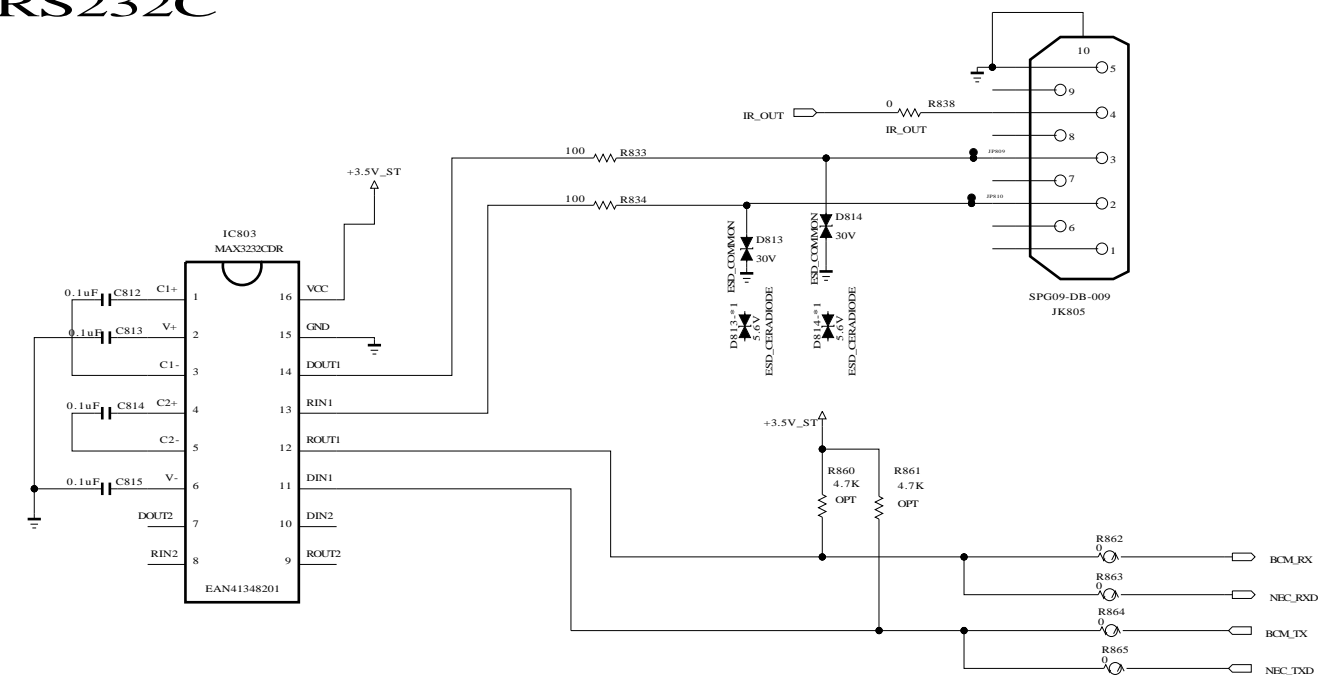 RS232C
10
5
9
0
R838
IR_OUT
IR_OUT
4
8
100
R833
JP809
3
+3.5V_ST
7
100
R834
JP810
2
6
1
D814
30V
ESD_COMMON
D813
30V
ESD_COMMON
IC803
MAX3232CDR
SPG09-DB-009
JK805
0.1uF C812 C1+ 1
16 VCC
0.1uF C813 V+ 2
15 GND
C1- 3
14 DOUT1
0.1uF C814 C2+ 4
13 RIN1
C2- 5
12 ROUT1
0.1uF C815 V- 6
11 DIN1
DOUT2 7
10 DIN2
RIN2 8
9 ROUT2
EAN41348201
D813-*1
5.6V
ESD_CERADIODE
D814-*1
5.6V
ESD_CERADIODE
+3.5V_ST
R860
4.7K
OPT
R861
4.7K
OPT
R862
0
BCM_RX
R863
0
NEC_RXD
R864
0
BCM_TX
R865
0
NEC_TXD